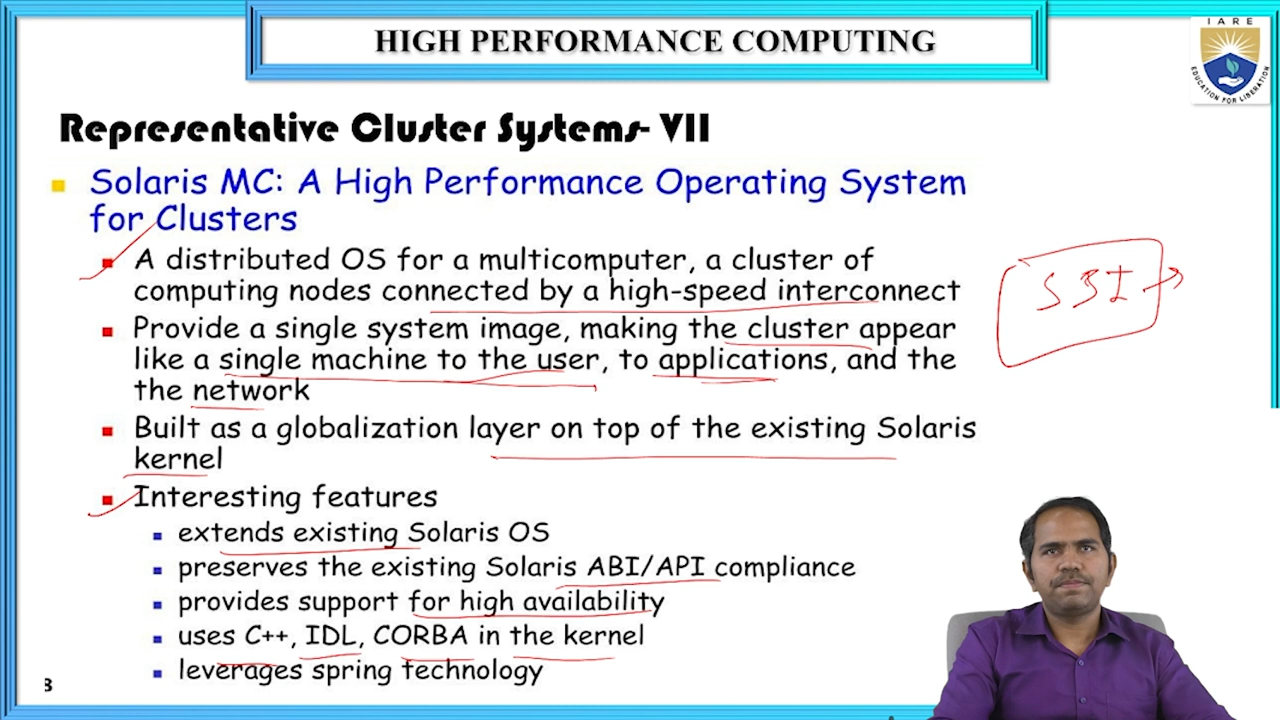 HIGH PERFORMANCE COMPUTING
IARE
EDUCATION FOR LIBERATION
Representative Cluster Systems- VII
Solaris MC: A High Performance Operating System
for Clusters
A distributed OS for a multicomputer, a cluster of
computing nodes connected by a high-speed interconnect
Provide a single system image, making the cluster appear
like a single machine to the user, to applications, and the
the network
Built as a globalization layer on top of the existing Solaris
kernel
Interesting features
extends existing Solaris OS
preserves the existing Solaris ABI/API compliance
provides support for high availability
uses C++, IDL, CORBA in the kernel
leverages spring technology